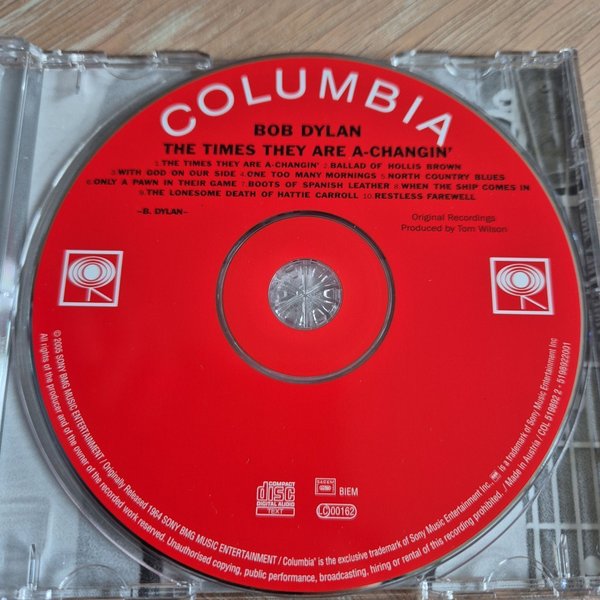 COLUMBIA
BOB DYLAN
THE TIMES THEY ARE A-CHANGIN'
1.THE TIMES THEY ARE A-CHANGIN' 2.BALLAD OF HOLLIS BROWN
3.WITH GOD ON OUR SIDE 4.ONE TOO MANY MORNINGS 5.NORTH COUNTRY BLUES
6.ONLY A PAWN IN THEIR GAME 7.BOOTS OF SPANISH LEATHER 8.WHEN THE SHIP COMES IN
9.THE LONESOME DEATH OF HATTIE CARROLL 10.RESTLESS FAREWELL
–B. DYLAN–
Original Recordings
Produced by Tom Wilson
COMPACT
disc
DIGITAL AUDIO
TEXT
SACEM
BIEM
LC 00162
© 2005 SONY BMG MUSIC ENTERTAINMENT / Originally Released 1964 SONY BMG MUSIC ENTERTAINMENT / Columbia® is the exclusive trademark of Sony Music Entertainment Inc., is a trademark of Sony Music Entertainment Inc
All rights of the producer and of the owner of the recorded work reserved. Unauthorised copying, public performance, broadcasting, hiring or rental of this recording prohibited. / Made in Austria / COL 519892 2 - 5198922001